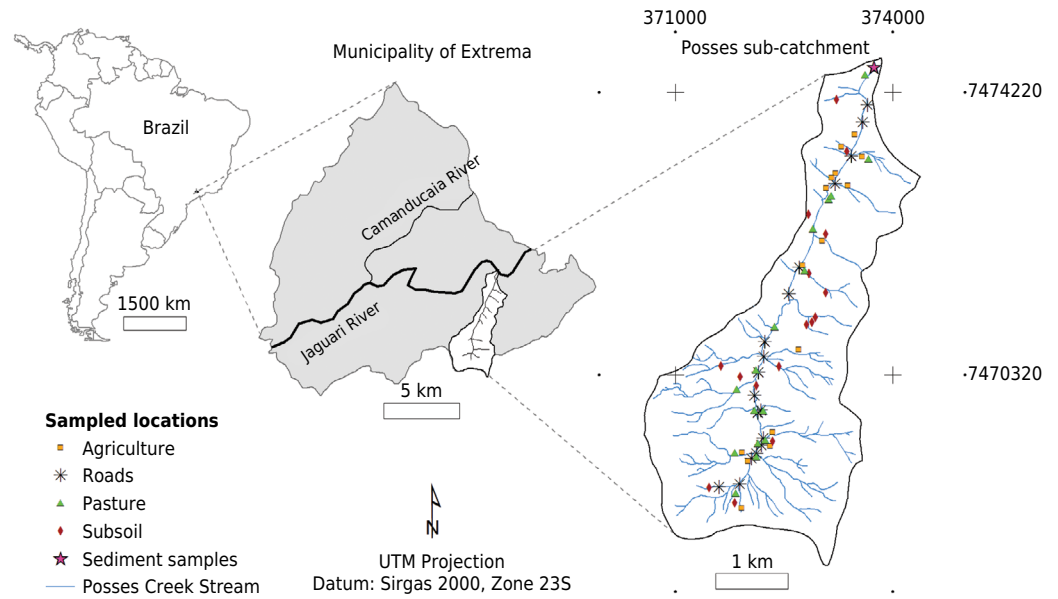 371000
374000
Municipality of Extrema
Posses sub-catchment
7474220
Brazil
Camanducaia River
1500 km
Jaguari River
7470320
5 km
Sampled locations
Agriculture
Roads
Pasture
Subsoil
Sediment samples
Posses Creek Stream
N
UTM Projection
Datum: Sirgas 2000, Zone 23S
1 km